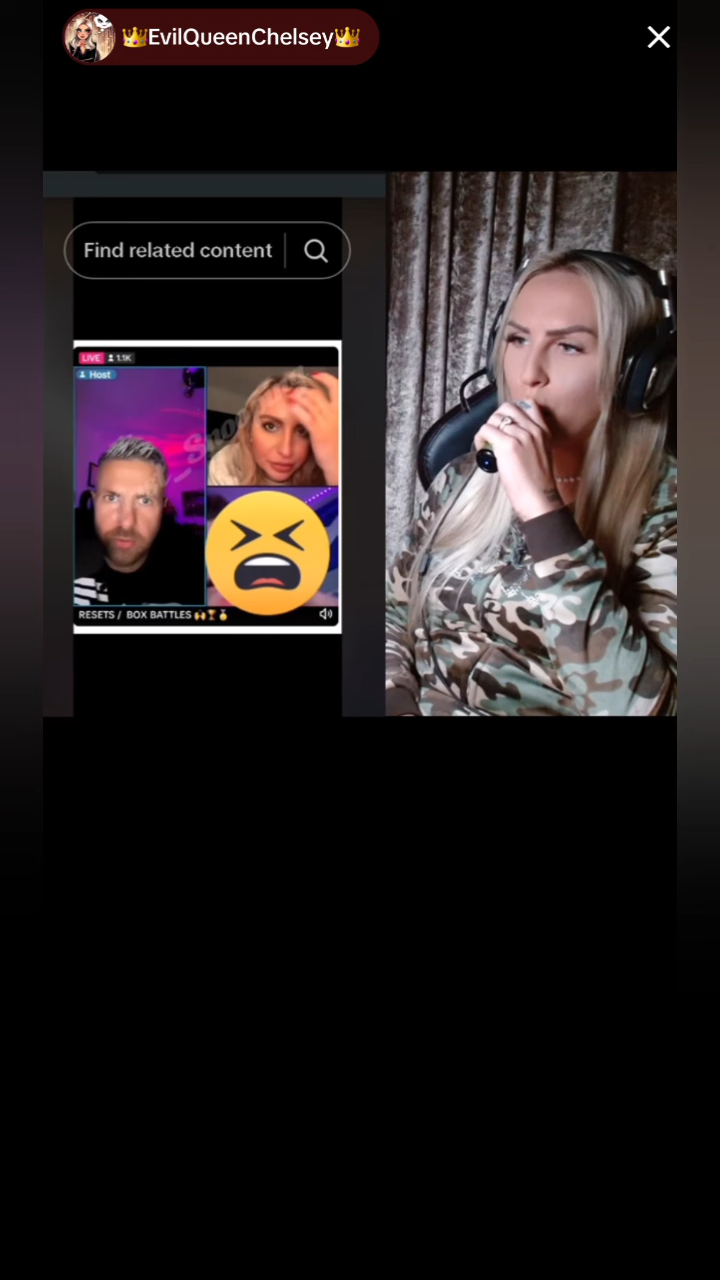 👑EvilQueenChelsey👑
Find related content
LIVE 1.1K
Host
RESETS / BOX BATTLES 🙌🏆🏅